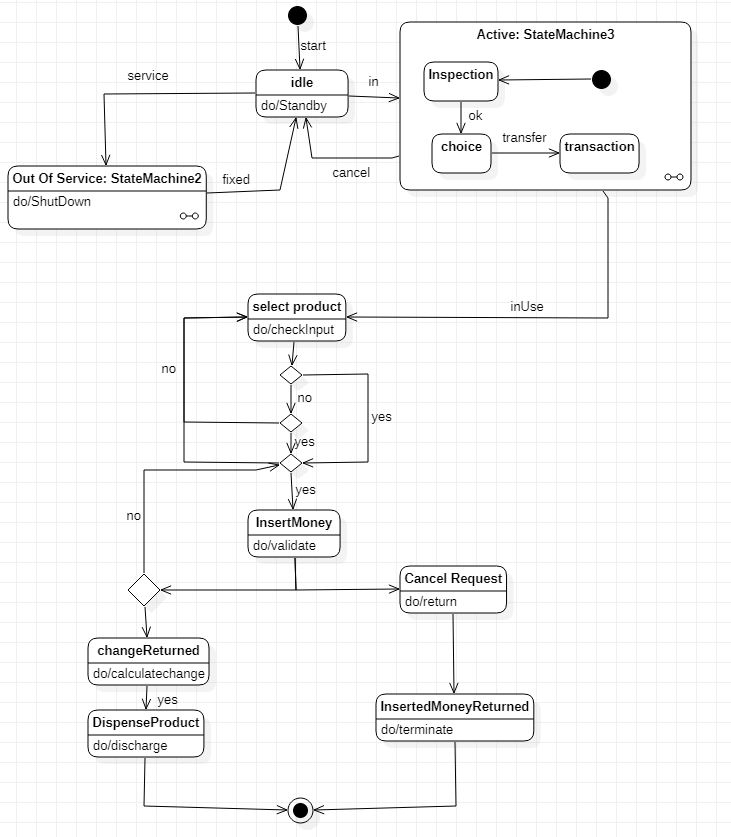 start
Active: StateMachine3
Inspection
ok
choice
transfer
transaction
idle
do/Standby
in
service
cancel
Out Of Service: StateMachine2
do/ShutDown
fixed
inUse
select product
do/checkInput
no
no
yes
yes
yes
InsertMoney
do/validate
no
Cancel Request
do/return
changeReturned
do/calculatechange
yes
DispenseProduct
do/discharge
InsertedMoneyReturned
do/terminate